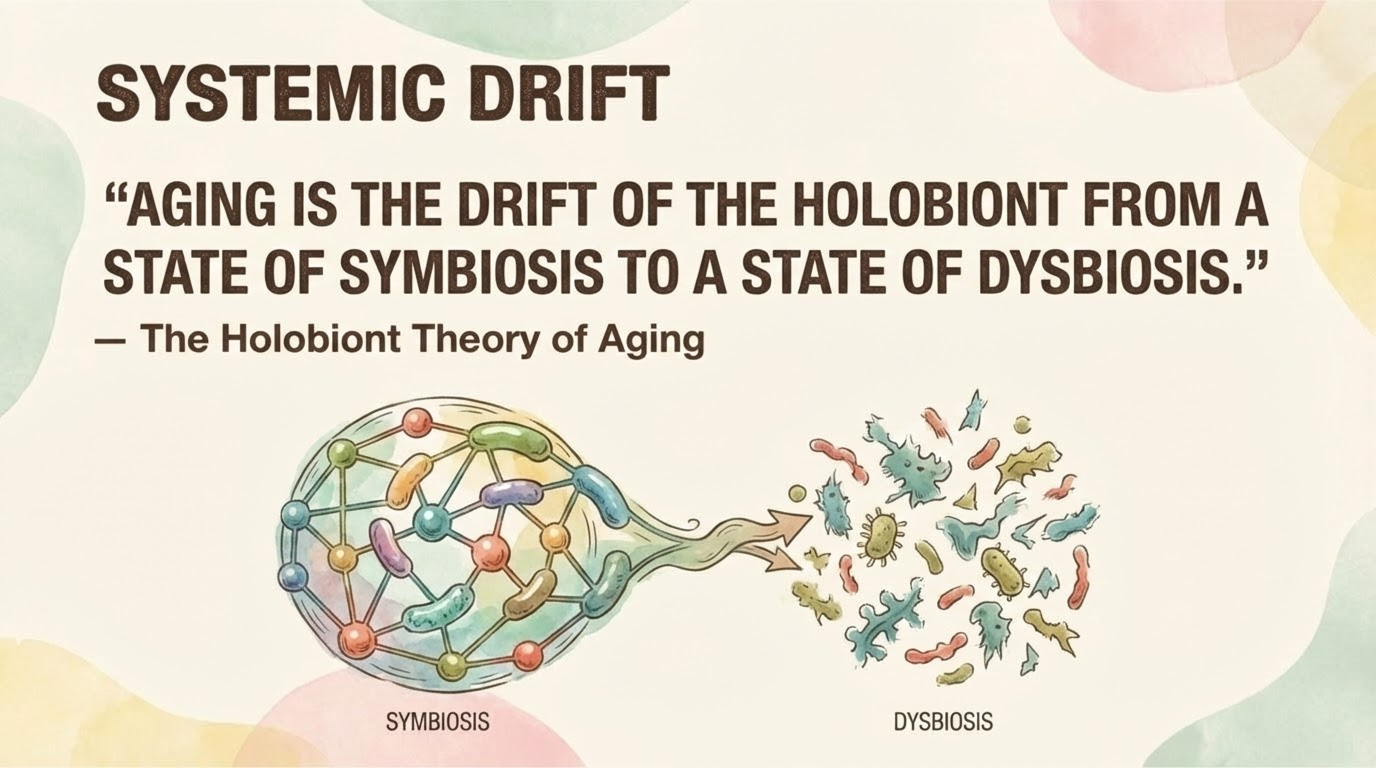 SYSTEMIC DRIFT
“AGING IS THE DRIFT OF THE HOLOBIONT FROM A
STATE OF SYMBIOSIS TO A STATE OF DYSBIOSIS.”
— The Holobiont Theory of Aging
SYMBIOSIS
DYSBIOSIS